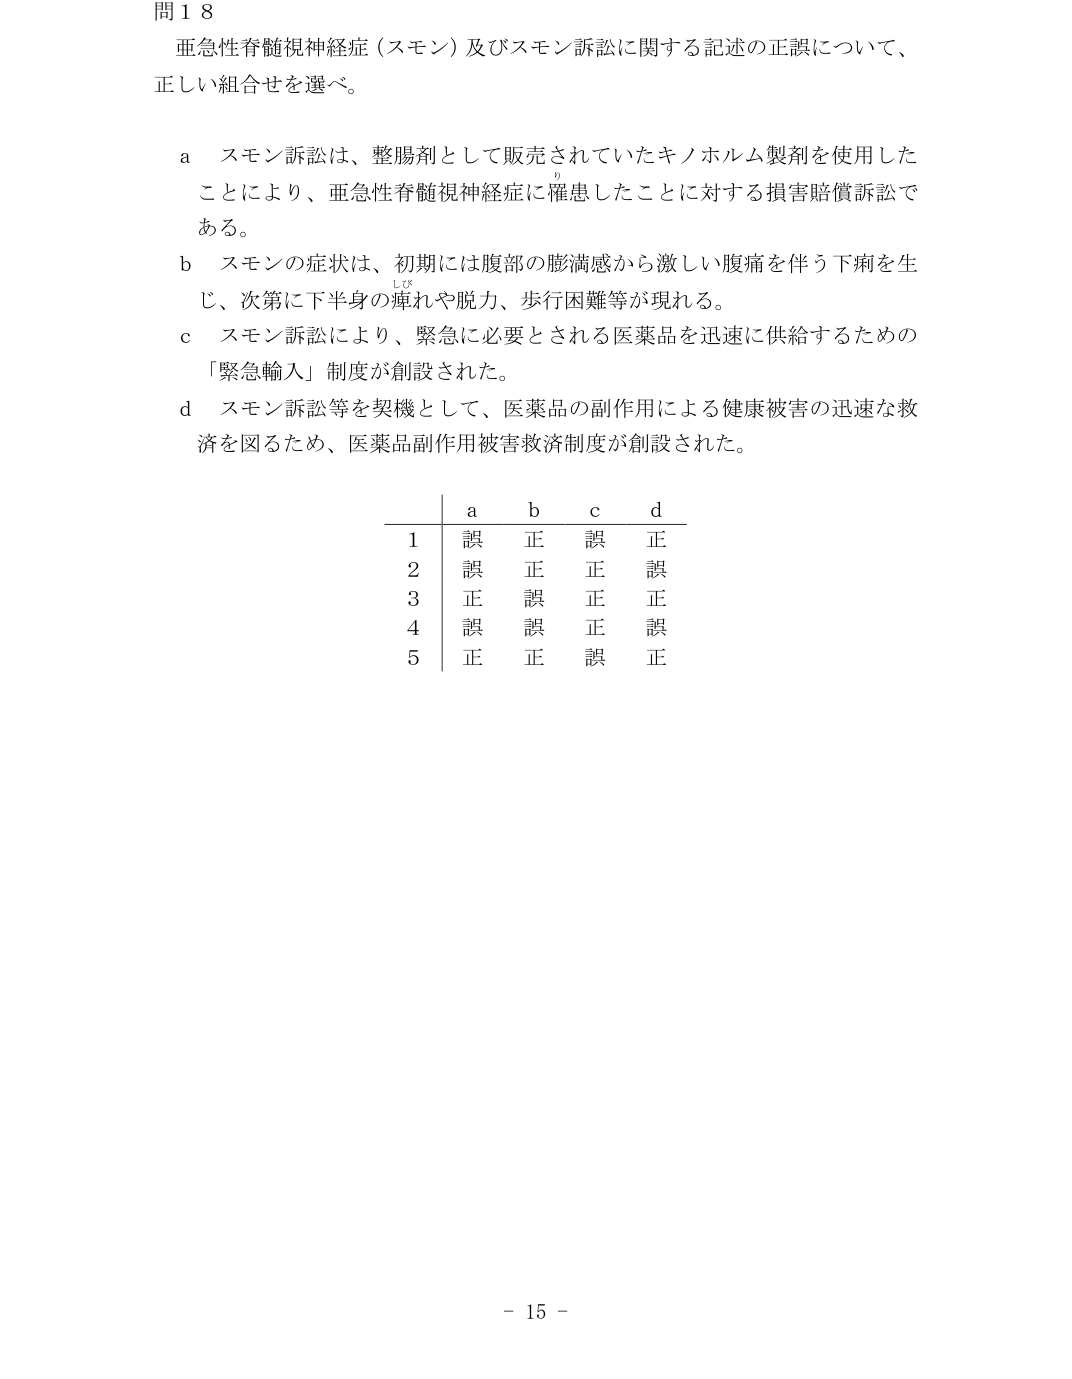 問１８
亜急性脊髄視神経症（スモン）及びスモン訴訟に関する記述の正誤について、
正しい組合せを選べ。
a　スモン訴訟は、整腸剤として販売されていたキノホルム製剤を使用した
り
ことにより、亜急性脊髄視神経症に罹患したことに対する損害賠償訴訟で
ある。
b　スモンの症状は、初期には腹部の膨満感から激しい腹痛を伴う下痢を生
しび
じ、次第に下半身の痺れや脱力、歩行困難等が現れる。
c　スモン訴訟により、緊急に必要とされる医薬品を迅速に供給するための
「緊急輸入」制度が創設された。
d　スモン訴訟等を契機として、医薬品の副作用による健康被害の迅速な救
済を図るため、医薬品副作用被害救済制度が創設された。
a b c d
1 誤 正 誤 正
2 誤 正 正 誤
3 正 誤 正 正
4 誤 誤 正 誤
5 正 正 誤 正
- 15 -